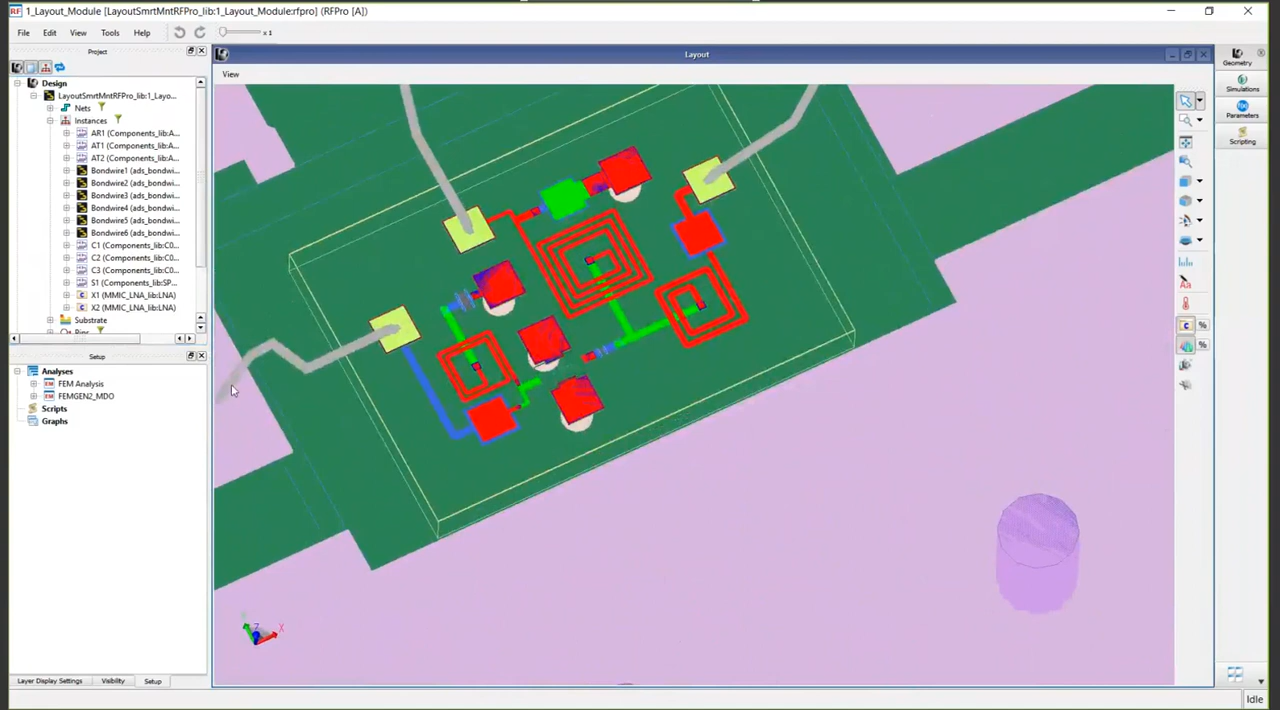 1_Layout_Module [LayoutSmrtMntRFPro_lib:1_Layout_Module:rfpro] (RFPro [A])
File Edit View Tools Help x 1
Project
Layout
View
Geometry
Simulations
Parameters
Scripting
Design
LayoutSmrtMntRFPro_lib:1_Layo...
Nets
Instances
AR1 (Components_lib:A...
AT1 (Components_lib:A...
AT2 (Components_lib:A...
Bondwire1 (ads_bondwi...
Bondwire2 (ads_bondwi...
Bondwire3 (ads_bondwi...
Bondwire4 (ads_bondwi...
Bondwire5 (ads_bondwi...
Bondwire6 (ads_bondwi...
C1 (Components_lib:C0...
C2 (Components_lib:C0...
C3 (Components_lib:C0...
S1 (Components_lib:SP...
X1 (MMIC_LNA_lib:LNA)
X2 (MMIC_LNA_lib:LNA)
Substrate
Setup
Analyses
EM FEM Analysis
EM FEMGEN2_MDO
Scripts
Graphs
Aa
C %
%
Z X
Layer Display Settings Visibility Setup
Idle